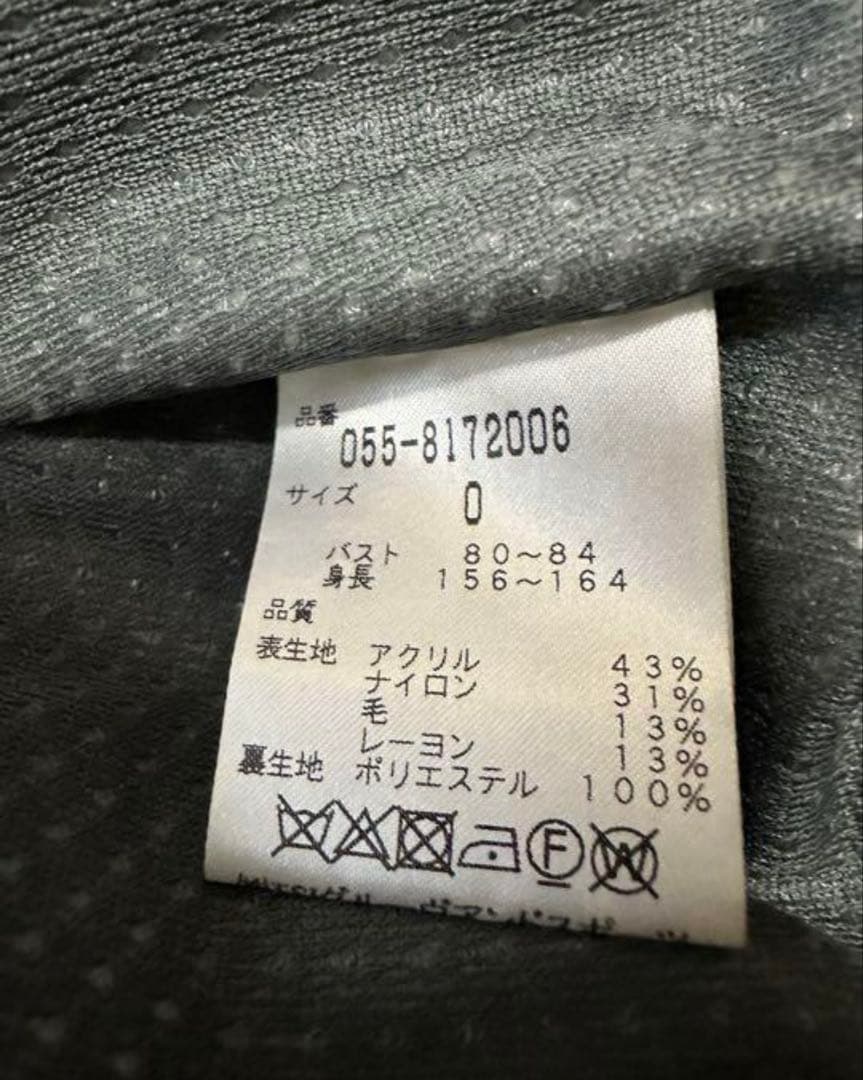 品番
055-8172006
サイズ 0
バスト 80～84
身長 156～164
品質
表生地 アクリル 43%
ナイロン 31%
毛 13%
レーヨン 13%
裏生地 ポリエステル 100%
F W